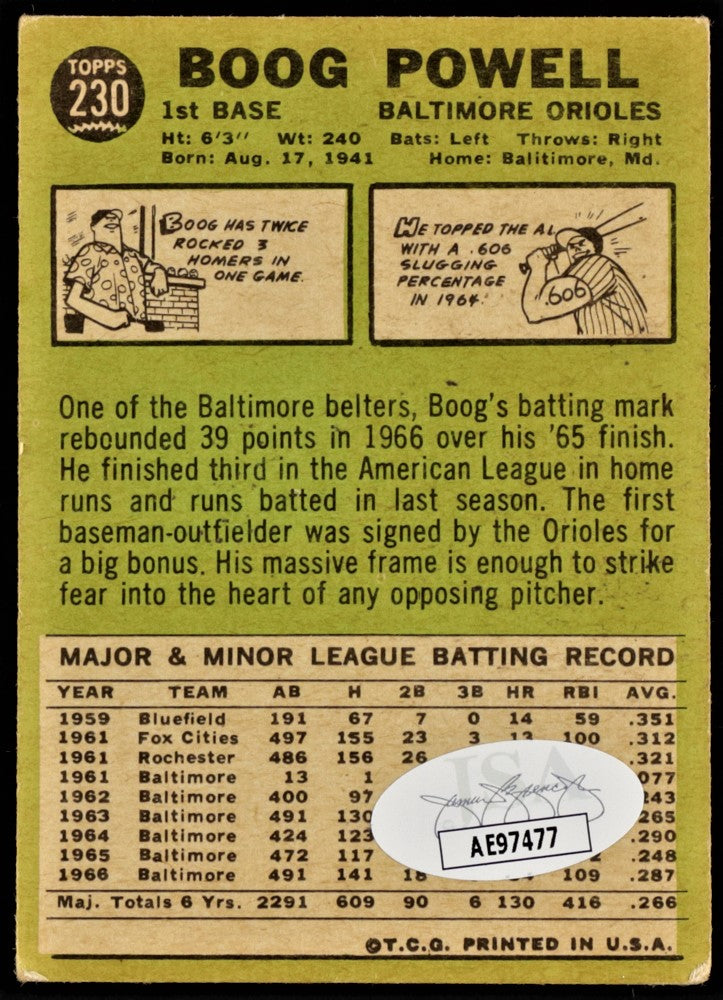 TOPPS
230
BOOG POWELL
1st BASE BALTIMORE ORIOLES
Ht: 6'3" Wt: 240 Bats: Left Throws: Right
Born: Aug. 17, 1941 Home: Balitimore, Md.
BOOG HAS TWICE
ROCKED 3
HOMERS IN
ONE GAME.
HE TOPPED THE AL
WITH A .606
SLUGGING
PERCENTAGE
IN 1964.
.606
One of the Baltimore belters, Boog's batting mark
rebounded 39 points in 1966 over his '65 finish.
He finished third in the American League in home
runs and runs batted in last season. The first
baseman-outfielder was signed by the Orioles for
a big bonus. His massive frame is enough to strike
fear into the heart of any opposing pitcher.
MAJOR & MINOR LEAGUE BATTING RECORD
YEAR TEAM AB H 2B 3B HR RBI AVG.
1959 Bluefield 191 67 7 0 14 59 .351
1961 Fox Cities 497 155 23 3 13 100 .312
1961 Rochester 486 156 26 .321
1961 Baltimore 13 1 077
1962 Baltimore 400 97 243
1963 Baltimore 491 130 265
1964 Baltimore 424 123 .290
1965 Baltimore 472 117 .248
1966 Baltimore 491 141 18 109 .287
Maj. Totals 6 Yrs. 2291 609 90 6 130 416 .266
JSA
James Spence
AE97477
©T.C.G. PRINTED IN U.S.A.